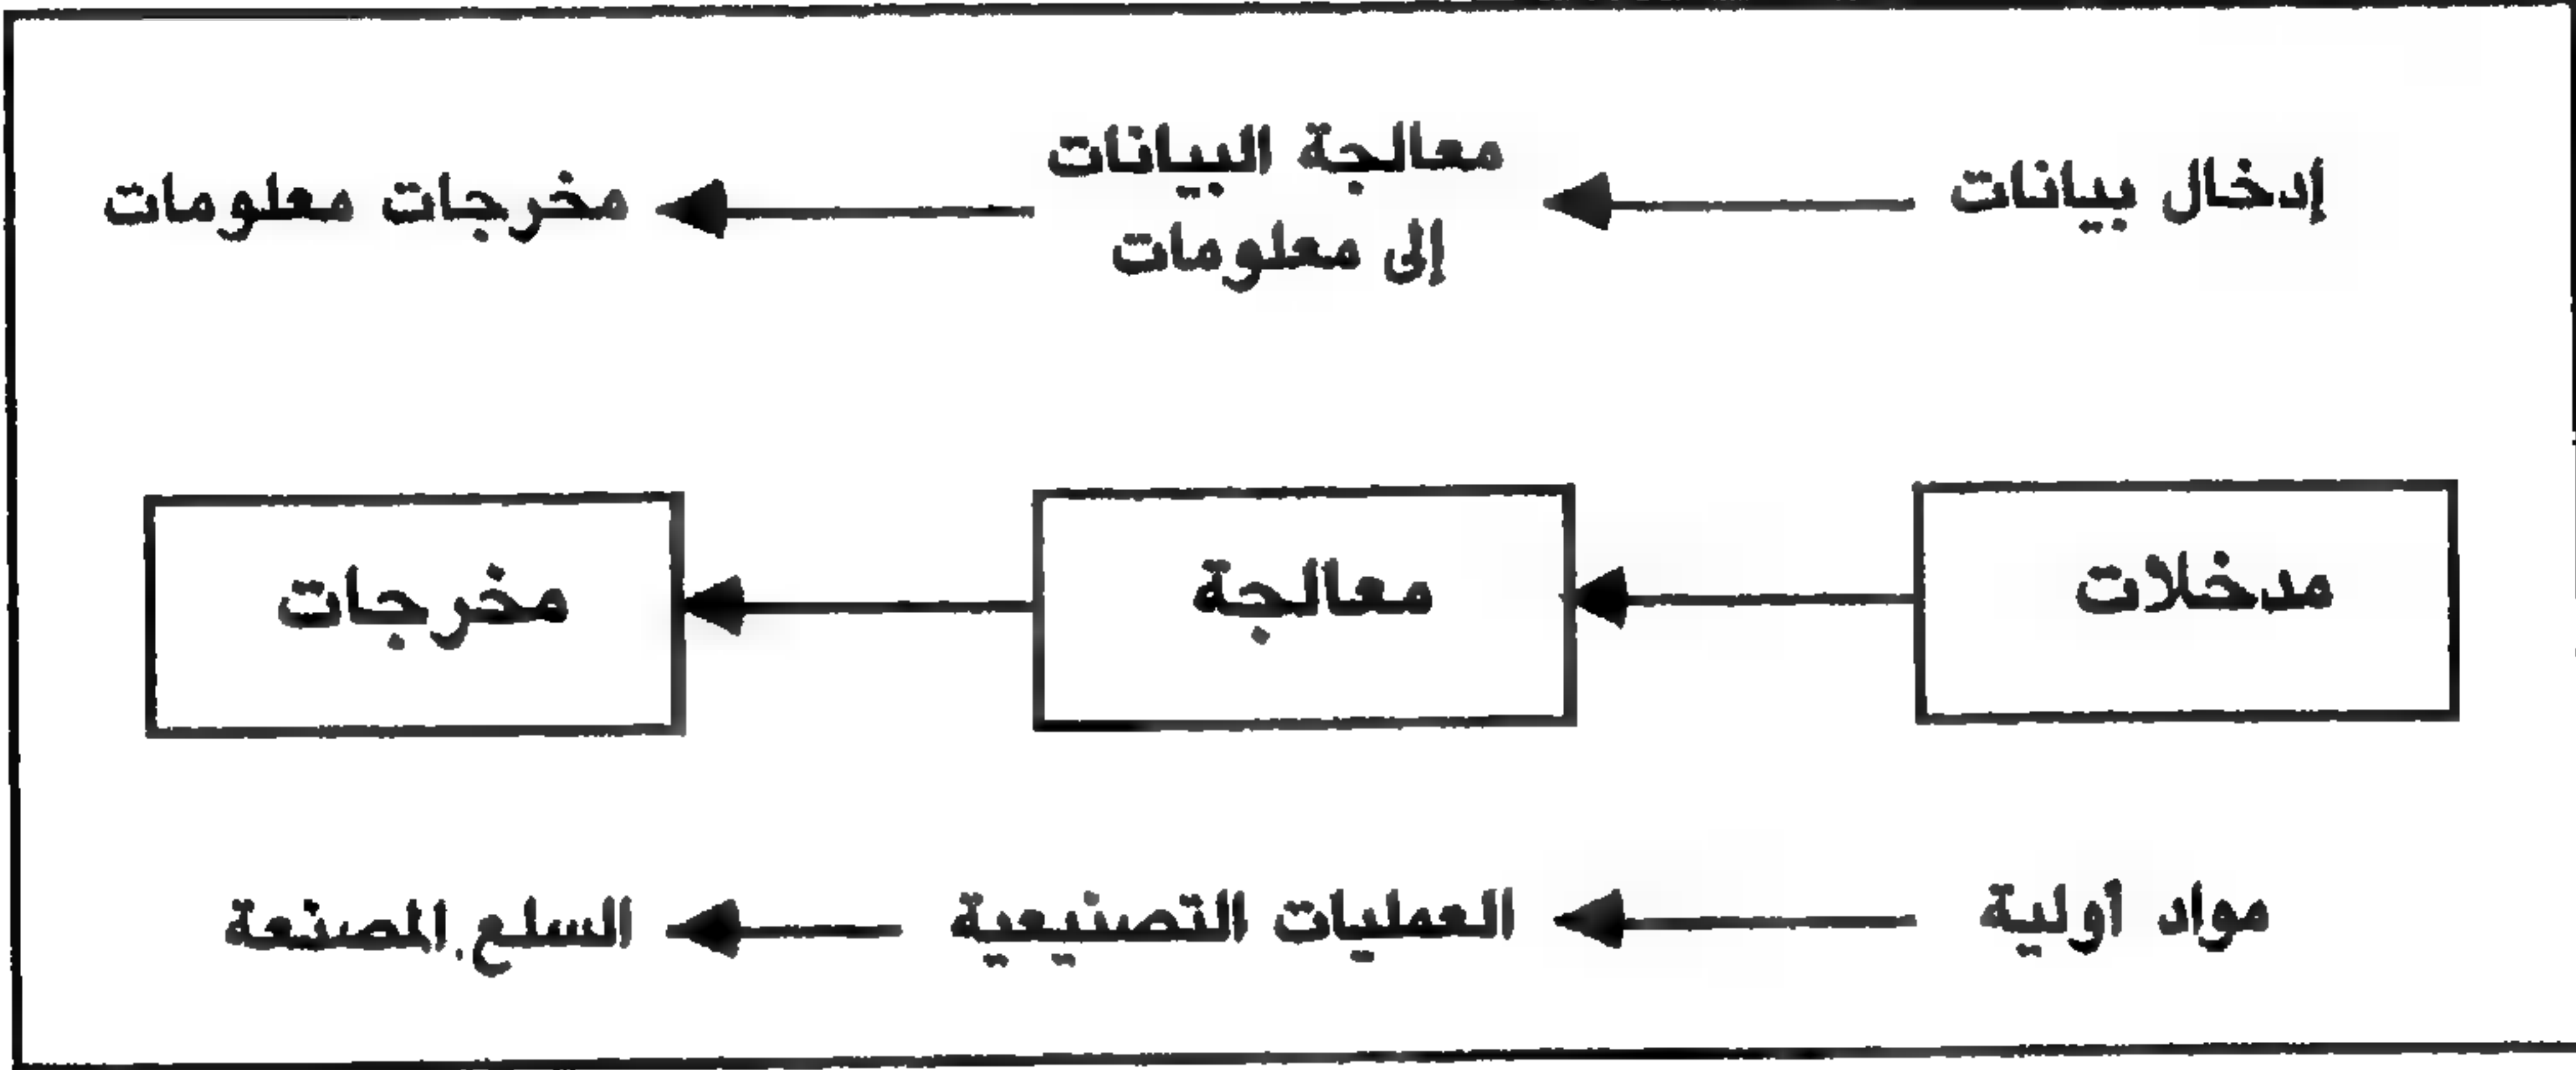 إدخال بيانات
معالجة البيانات
إلى معلومات
مخرجات معلومات
مدخلات
معالجة
مخرجات
مواد أولية
العمليات التصنيعية
السلع المصنعة